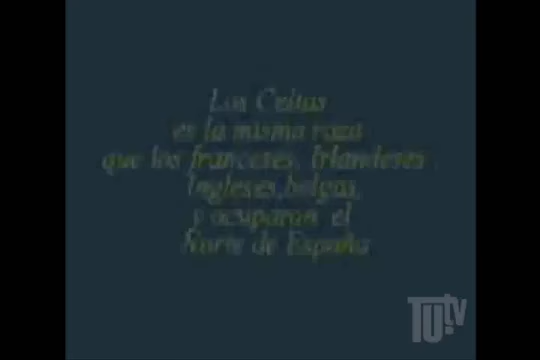 Los Celtas
es la misma raza
que los franceses, Irlandeses
Ingleses,belgas,
y ocuparon el
Norte de España
TU.tv